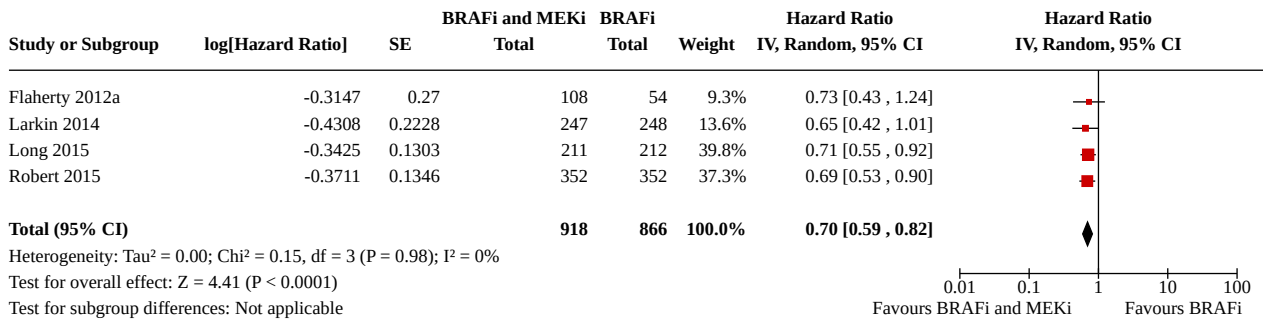 BRAFi and MEKi BRAFi Hazard Ratio Hazard Ratio
Study or Subgroup log[Hazard Ratio] SE Total Total Weight IV, Random, 95% CI IV, Random, 95% CI
Flaherty 2012a -0.3147 0.27 108 54 9.3% 0.73 [0.43 , 1.24]
Larkin 2014 -0.4308 0.2228 247 248 13.6% 0.65 [0.42 , 1.01]
Long 2015 -0.3425 0.1303 211 212 39.8% 0.71 [0.55 , 0.92]
Robert 2015 -0.3711 0.1346 352 352 37.3% 0.69 [0.53 , 0.90]
Total (95% CI) 918 866 100.0% 0.70 [0.59 , 0.82]
Heterogeneity: Tau² = 0.00; Chi² = 0.15, df = 3 (P = 0.98); I² = 0%
Test for overall effect: Z = 4.41 (P < 0.0001)
Test for subgroup differences: Not applicable
0.01 0.1 1 10 100
Favours BRAFi and MEKi Favours BRAFi